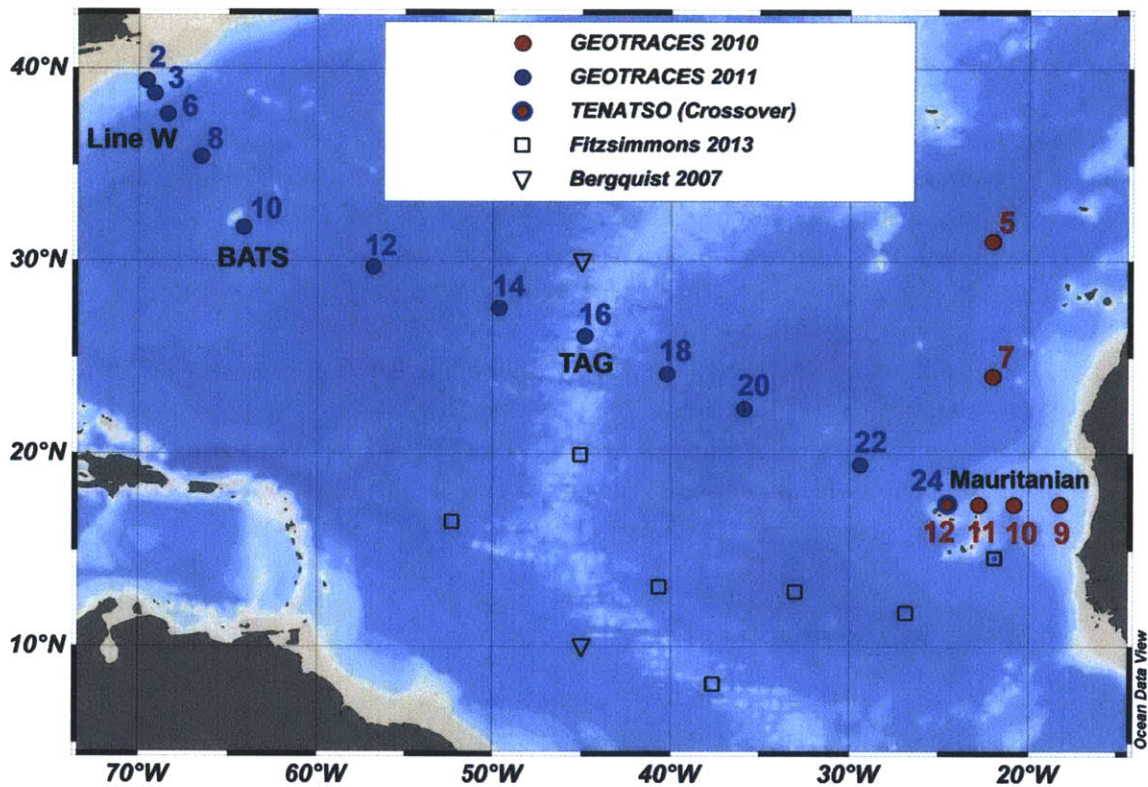 GEOTRACES 2010
GEOTRACES 2011
TENATSO (Crossover)
Fitzsimmons 2013
Bergquist 2007
40°N
30°N
20°N
10°N
2
3
6
Line W
8
10
BATS
12
14
16
TAG
18
20
22
24
5
7
Mauritanian
12 11 10 9
70°W 60°W 50°W 40°W 30°W 20°W
Ocean Data View